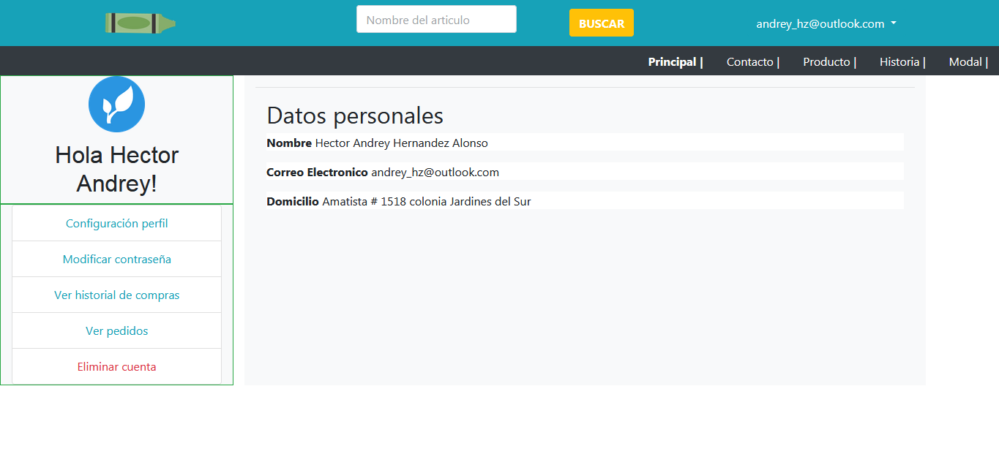 Nombre del articulo
BUSCAR
andrey_hz@outlook.com
Principal | Contacto | Producto | Historia | Modal |
Hola Hector
Andrey!
Configuración perfil
Modificar contraseña
Ver historial de compras
Ver pedidos
Eliminar cuenta
Datos personales
Nombre Hector Andrey Hernandez Alonso
Correo Electronico andrey_hz@outlook.com
Domicilio Amatista # 1518 colonia Jardines del Sur